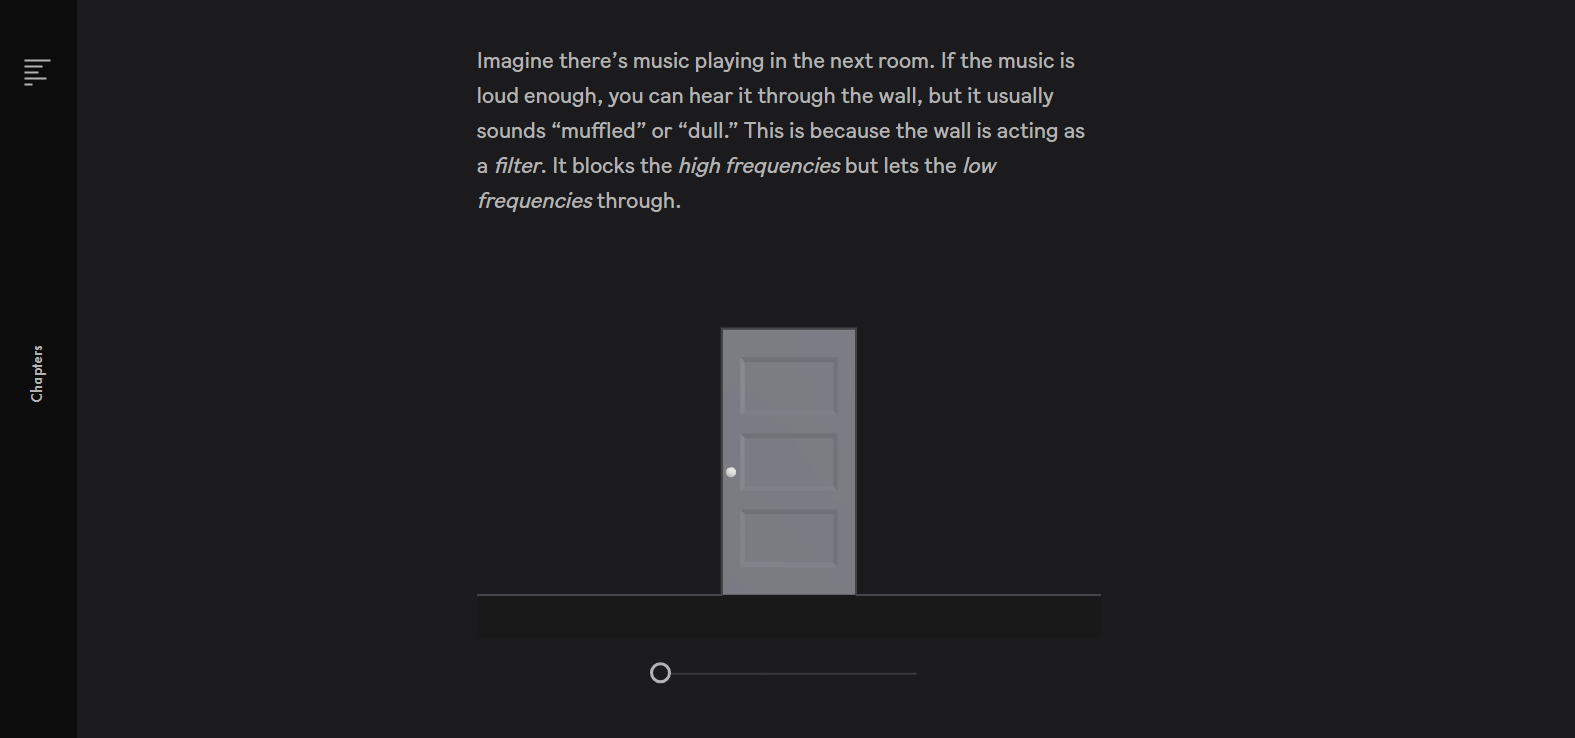 Imagine there’s music playing in the next room. If the music is
loud enough, you can hear it through the wall, but it usually
sounds “muffled” or “dull.” This is because the wall is acting as
a filter. It blocks the high frequencies but lets the low
frequencies through.
Chapters